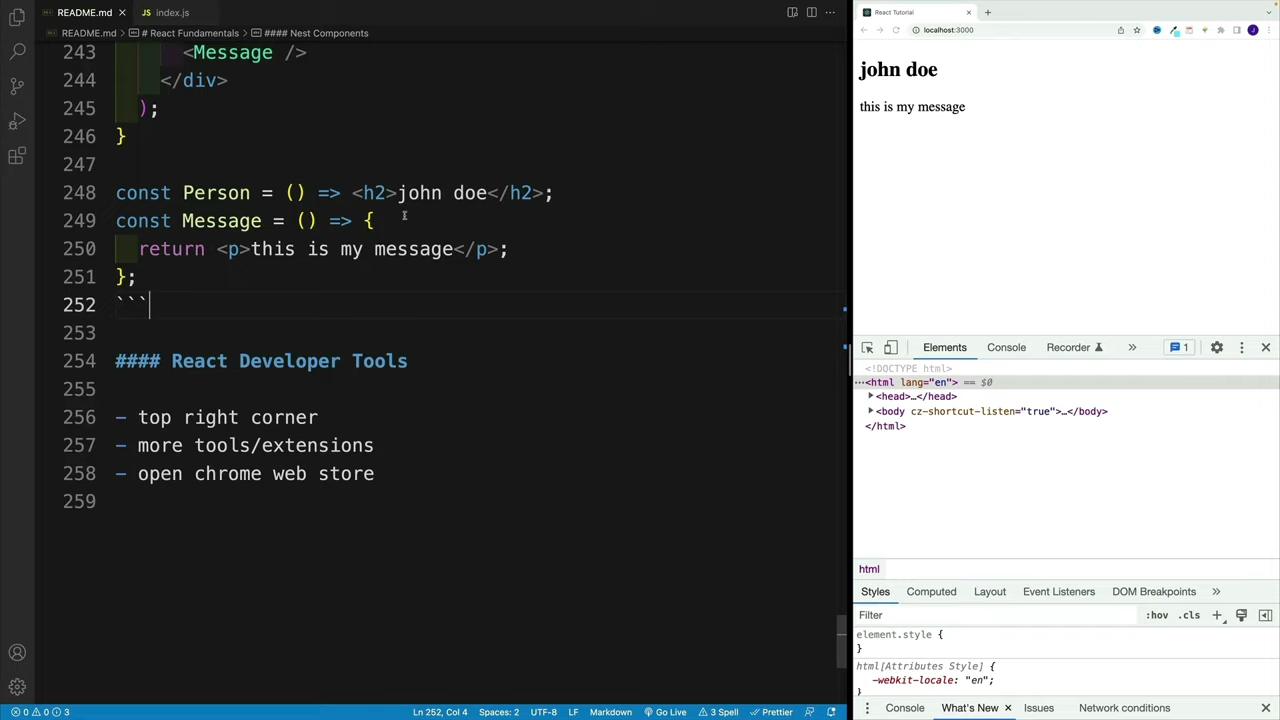 README.md
index.js
README.md > # React Fundamentals > #### Nest Components
243 <Message />
244 </div>
245 );
246 }
247
248 const Person = () => <h2>john doe</h2>;
249 const Message = () => {
250 return <p>this is my message</p>;
251 };
252 ```
253
254 #### React Developer Tools
255
256 - top right corner
257 - more tools/extensions
258 - open chrome web store
259
0 0 3
Ln 252, Col 4
Spaces: 2
UTF-8
LF
Markdown
Go Live
3 Spell
Prettier
React Tutorial
localhost:3000
J
john doe
this is my message
Elements
Console
Recorder
1
<!DOCTYPE html>
<html lang="en"> == $0
<head>…</head>
<body cz-shortcut-listen="true">…</body>
</html>
html
Styles
Computed
Layout
Event Listeners
DOM Breakpoints
Filter
:hov .cls
element.style {
}
html[Attributes Style] {
-webkit-locale: "en";
}
Console
What's New
Issues
Network conditions